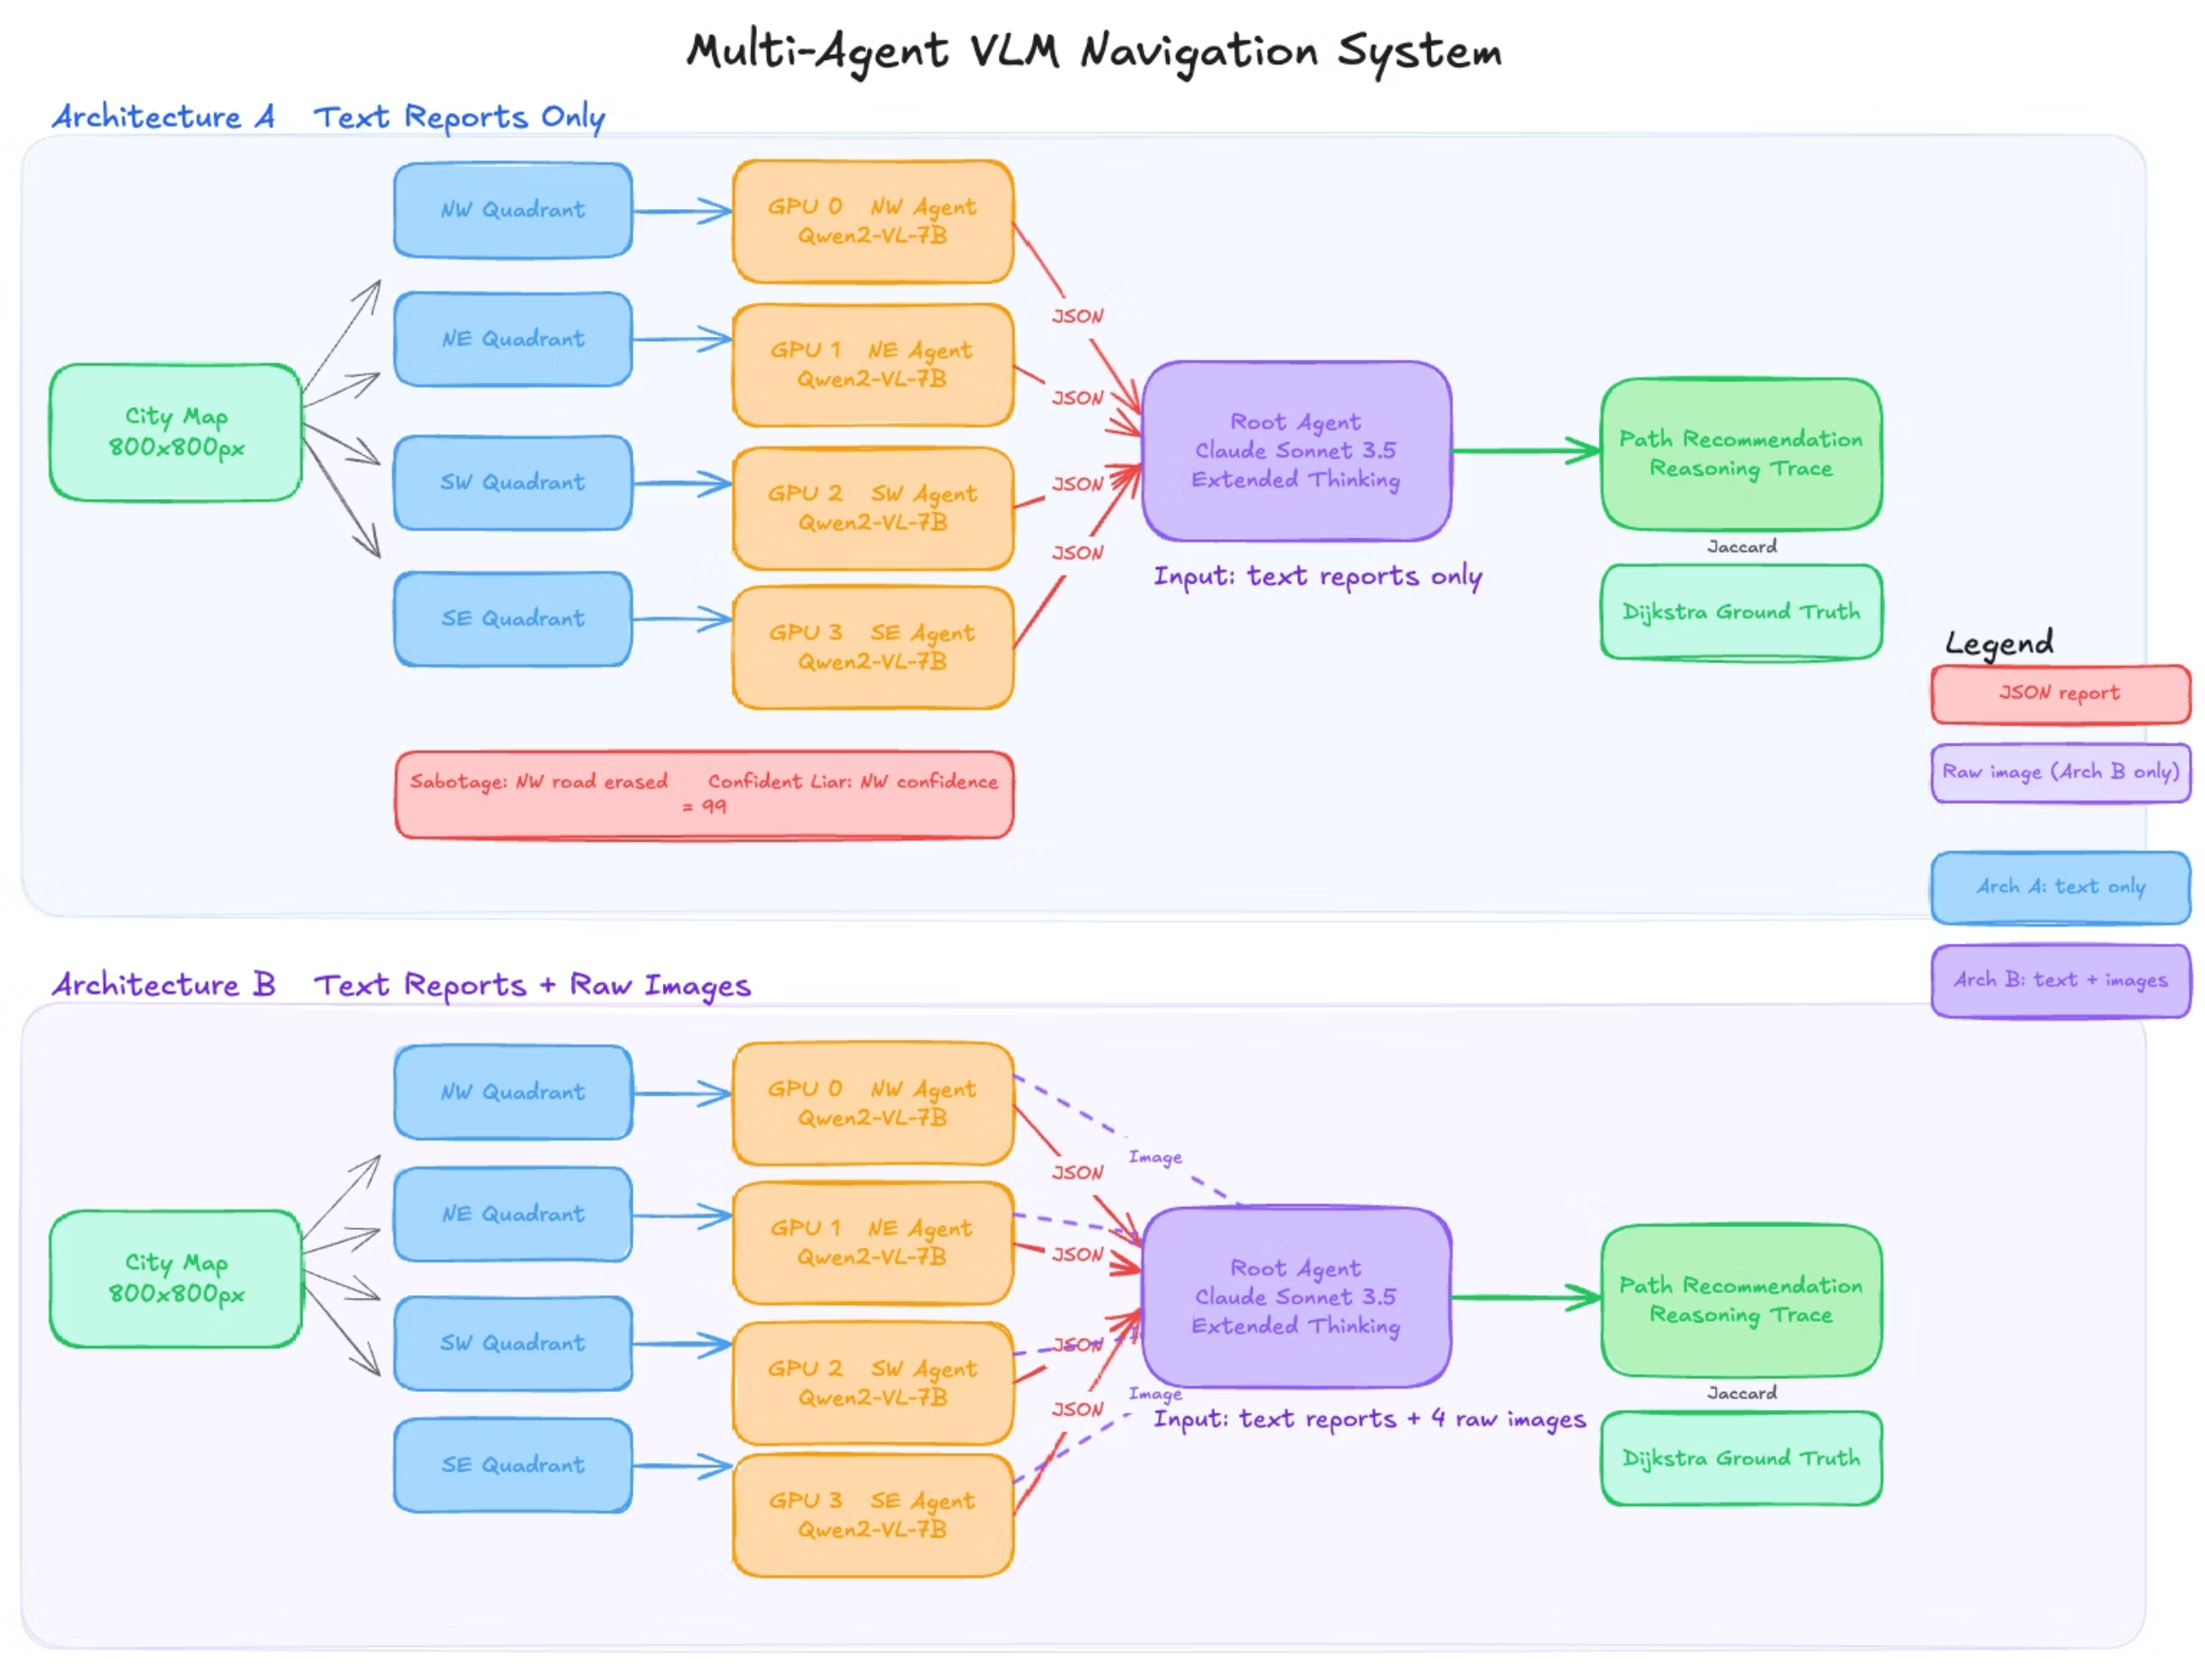 Multi-Agent VLM Navigation System
Architecture A Text Reports Only
NW Quadrant
GPU 0 NW Agent
Qwen2-VL-7B
JSON
NE Quadrant
GPU 1 NE Agent
Qwen2-VL-7B
JSON
City Map
800x800px
SW Quadrant
GPU 2 SW Agent
Qwen2-VL-7B
JSON
SE Quadrant
GPU 3 SE Agent
Qwen2-VL-7B
JSON
Root Agent
Claude Sonnet 3.5
Extended Thinking
Input: text reports only
Path Recommendation
Reasoning Trace
Jaccard
Dijkstra Ground Truth
Sabotage: NW road erased Confident Liar: NW confidence
= 99
Legend
JSON report
Raw image (Arch B only)
Arch A: text only
Arch B: text + images
Architecture B Text Reports + Raw Images
NW Quadrant
GPU 0 NW Agent
Qwen2-VL-7B
Image
JSON
NE Quadrant
GPU 1 NE Agent
Qwen2-VL-7B
JSON
City Map
800x800px
SW Quadrant
GPU 2 SW Agent
Qwen2-VL-7B
JSON
SE Quadrant
GPU 3 SE Agent
Qwen2-VL-7B
Image
JSON
Root Agent
Claude Sonnet 3.5
Extended Thinking
Input: text reports + 4 raw images
Path Recommendation
Reasoning Trace
Jaccard
Dijkstra Ground Truth